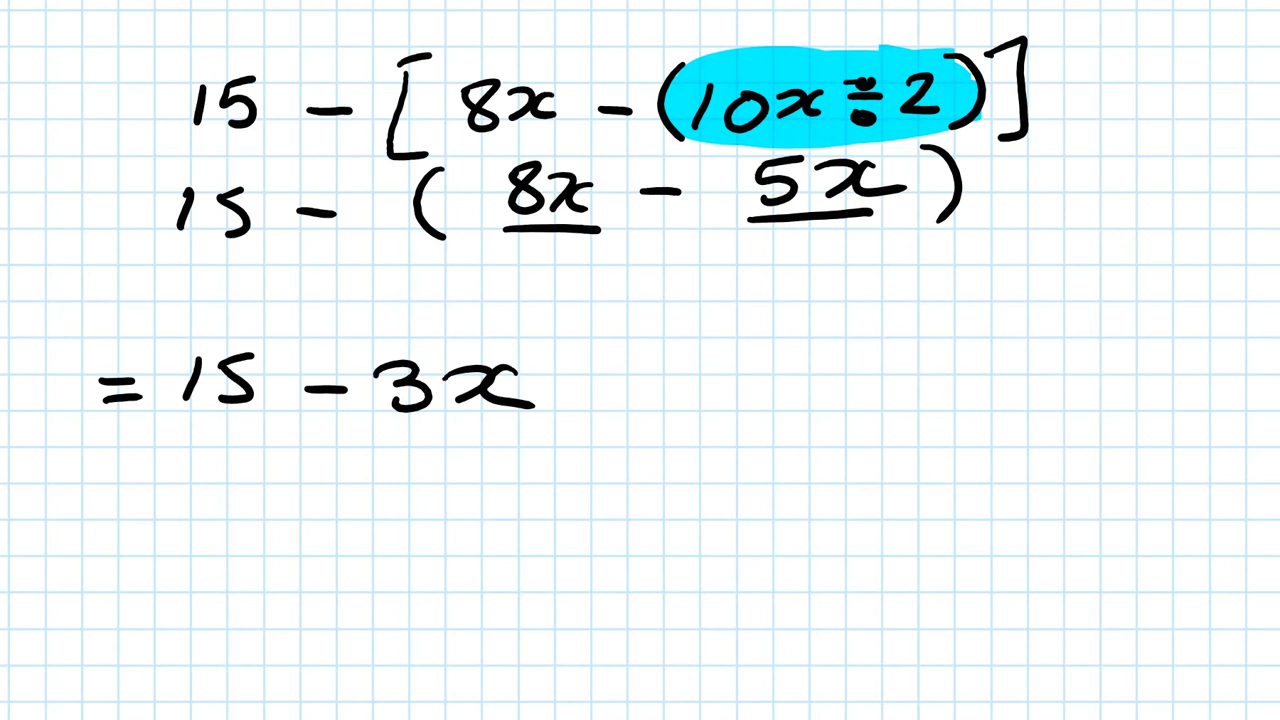 15 - [ 8x - (10x ÷ 2) ]
15 - ( 8x - 5x )
= 15 - 3x